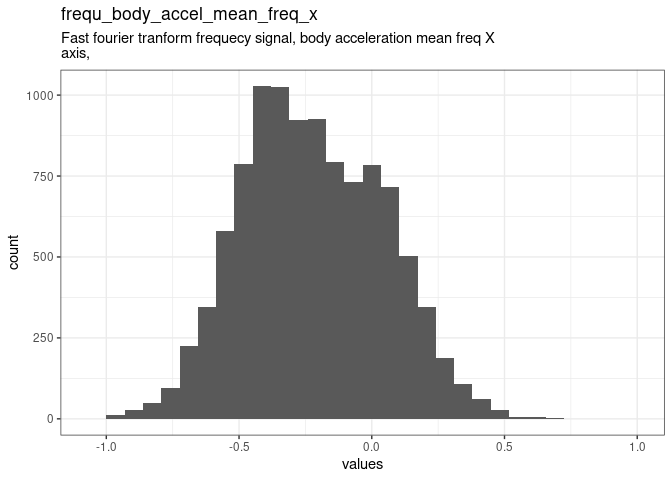 frequ_body_accel_mean_freq_x
Fast fourier tranform frequecy signal, body acceleration mean freq X
axis,
1000
750
500
250
0
count
-1.0
-0.5
0.0
0.5
1.0
values